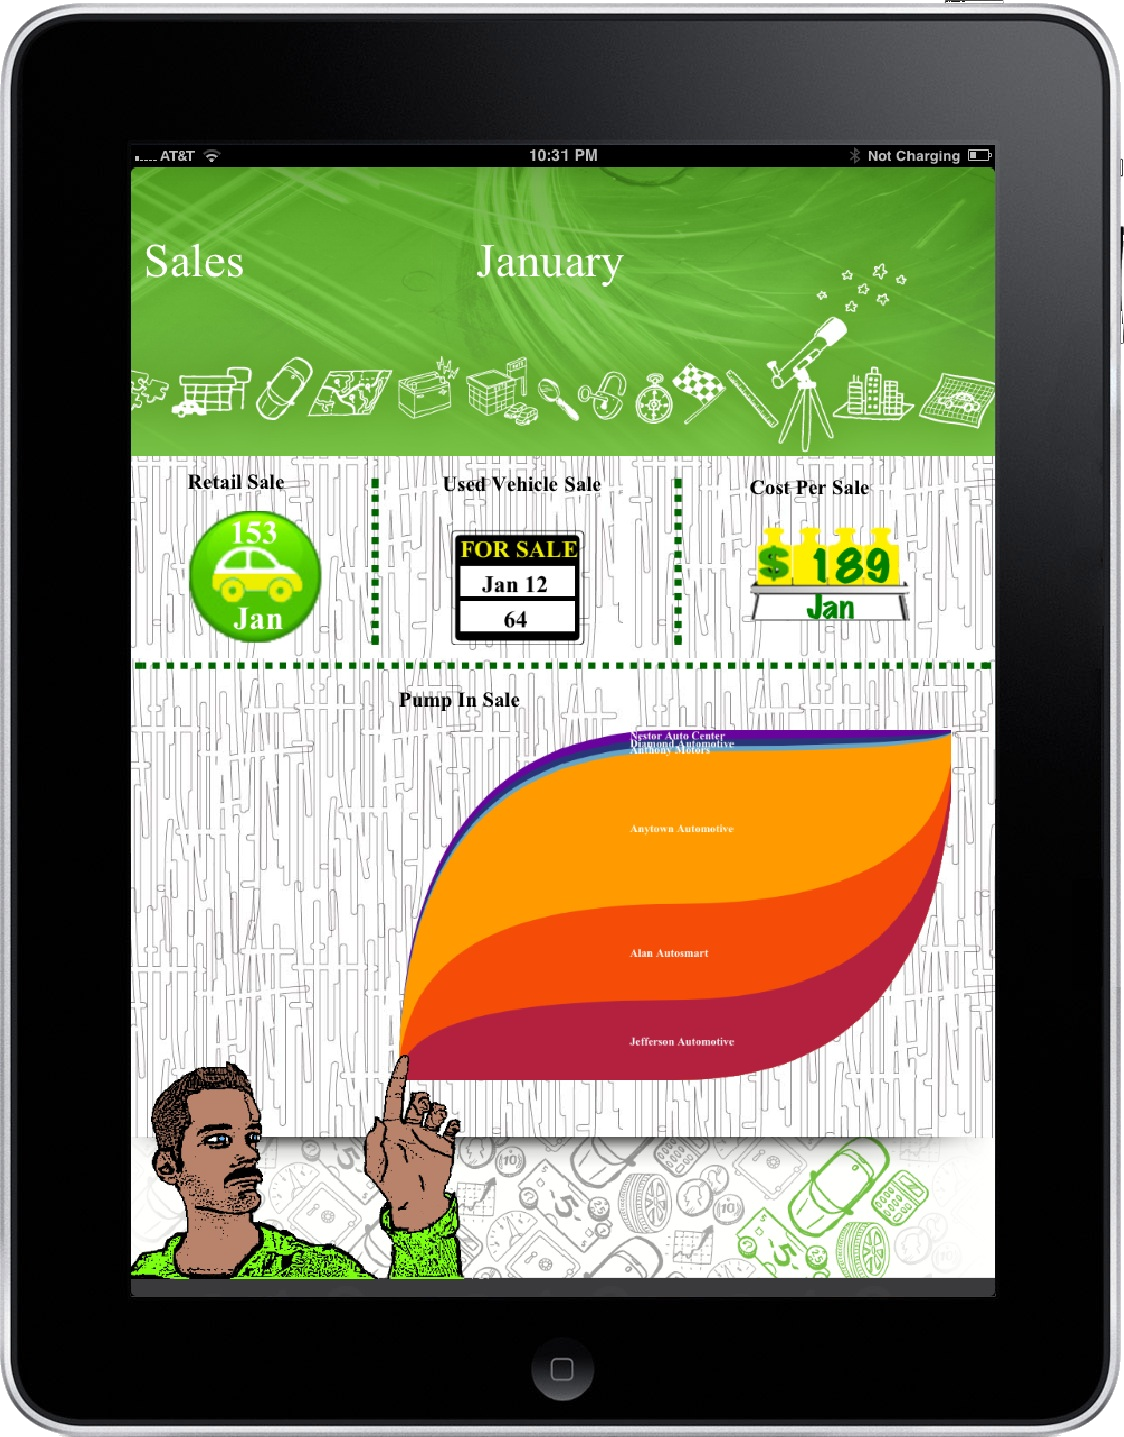 AT&T
10:31 PM
Not Charging
Sales
January
Retail Sale
Used Vehicle Sale
Cost Per Sale
153
Jan
FOR SALE
Jan 12
64
$ 189
Jan
Pump In Sale
Nestor Auto Center
Diamond Automotive
Anthony Motors
Anytown Automotive
Alan Autosmart
Jefferson Automotive